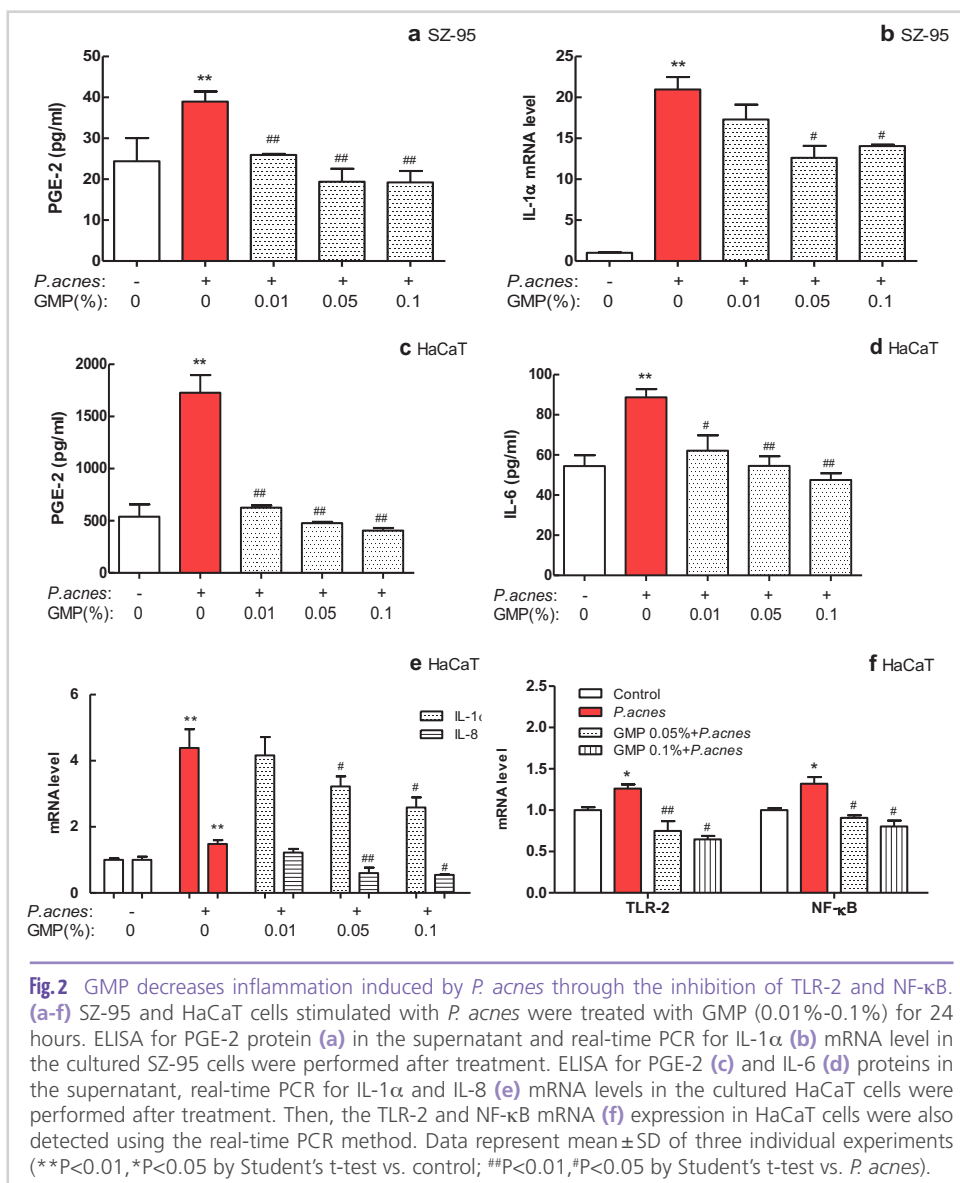 a SZ-95
PGE-2 (pg/ml)
50
40
30
20
10
0
**
##
##
##
P.acnes: - + + + +
GMP(%): 0 0 0.01 0.05 0.1
b SZ-95
IL-1α mRNA level
25
20
15
10
5
0
**
#
#
P.acnes: - + + + +
GMP(%): 0 0 0.01 0.05 0.1
c HaCaT
PGE-2 (pg/ml)
2000
1500
1000
500
0
**
##
##
##
P.acnes: - + + + +
GMP(%): 0 0 0.01 0.05 0.1
d HaCaT
IL-6 (pg/ml)
100
80
60
40
20
0
**
#
##
##
P.acnes: - + + + +
GMP(%): 0 0 0.01 0.05 0.1
e HaCaT
mRNA level
6
4
2
0
**
**
#
##
#
#
IL-1α
IL-8
P.acnes: - + + + +
GMP(%): 0 0 0.01 0.05 0.1
f HaCaT
mRNA level
2.5
2.0
1.5
1.0
0.5
0.0
Control
P.acnes
GMP 0.05%+P.acnes
GMP 0.1%+P.acnes
*
##
#
*
#
#
TLR-2 NF-κB
Fig. 2 GMP decreases inflammation induced by P. acnes through the inhibition of TLR-2 and NF-κB.
(a-f) SZ-95 and HaCaT cells stimulated with P. acnes were treated with GMP (0.01%-0.1%) for 24
hours. ELISA for PGE-2 protein (a) in the supernatant and real-time PCR for IL-1α (b) mRNA level in
the cultured SZ-95 cells were performed after treatment. ELISA for PGE-2 (c) and IL-6 (d) proteins in
the supernatant, real-time PCR for IL-1α and IL-8 (e) mRNA levels in the cultured HaCaT cells were
performed after treatment. Then, the TLR-2 and NF-κB mRNA (f) expression in HaCaT cells were also
detected using the real-time PCR method. Data represent mean ± SD of three individual experiments
(**P<0.01,*P<0.05 by Student's t-test vs. control; ##P<0.01,#P<0.05 by Student's t-test vs. P. acnes).